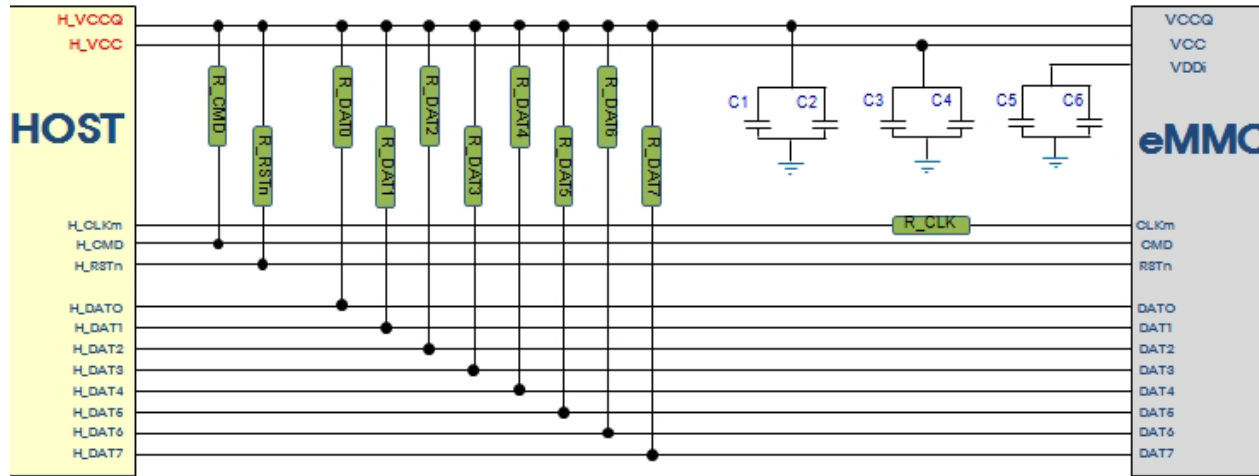 H_VCCQ
H_VCC
HOST
H_CLKm
H_CMD
H_RSTn
H_DAT0
H_DAT1
H_DAT2
H_DAT3
H_DAT4
H_DAT5
H_DAT6
H_DAT7
R_CMD
R_RSTn
R_DAT0
R_DAT1
R_DAT2
R_DAT3
R_DAT4
R_DAT5
R_DAT6
R_DAT7
C1 C2
C3 C4
C5 C6
R_CLK
VCCQ
VCC
VDDi
eMMC
CLKm
CMD
RSTn
DAT0
DAT1
DAT2
DAT3
DAT4
DAT5
DAT6
DAT7